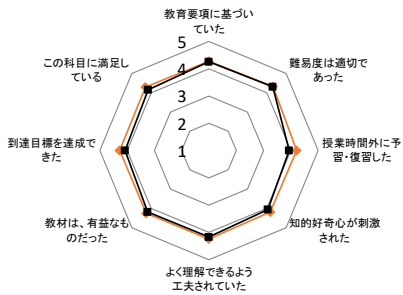 教育要項に基づい
ていた
難易度は適切で
あった
授業時間外に予
習・復習した
知的好奇心が刺激
された
よく理解できるよう
工夫されていた
教材は、有益なも
のだった
到達目標を達成で
きた
この科目に満足し
ている
5
4
3
2
1